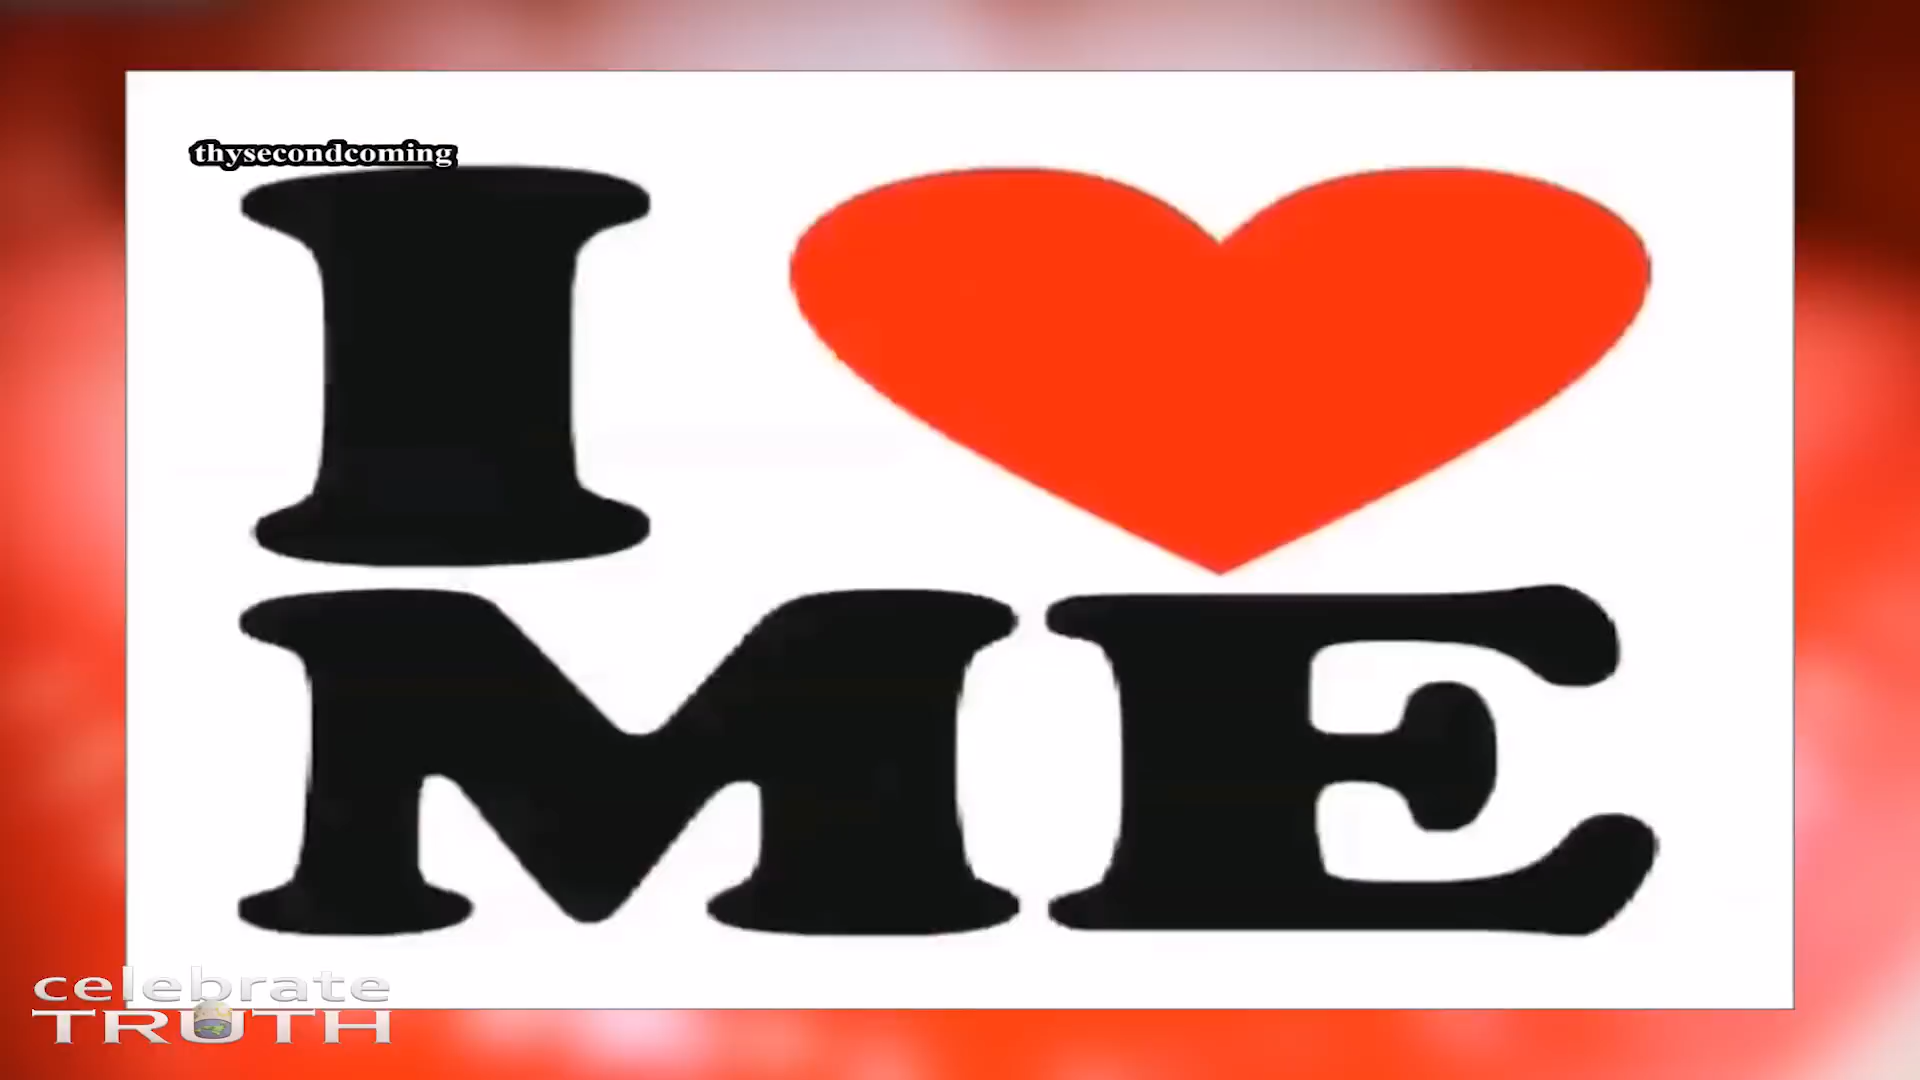 thysecondcoming
I ❤
ME
celebrate
TRUTH